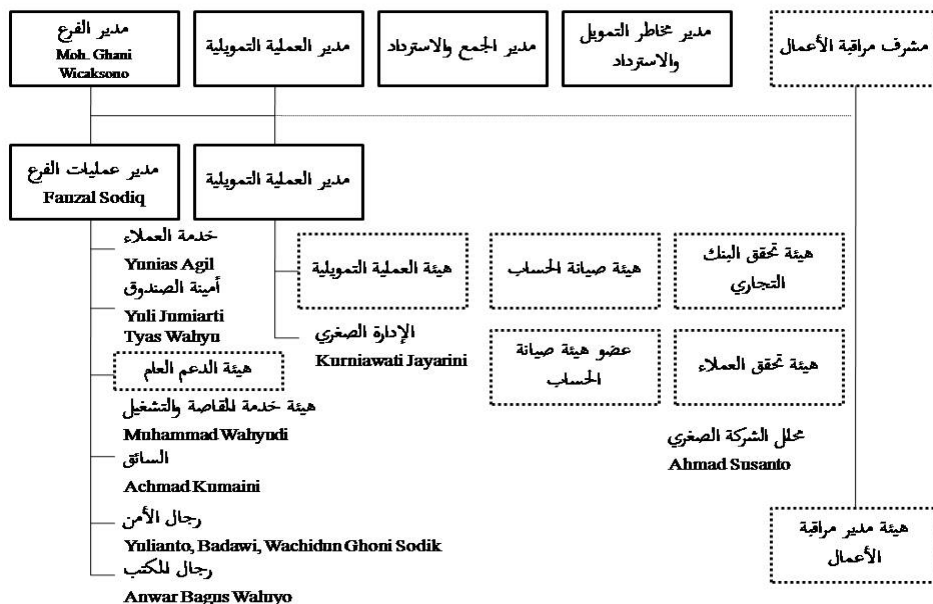 مدير الفرع
Moh. Ghani
Wicaksono
مدير العملية التمويلية
مدير الجمع والاسترداد
مدير مخاطر التمويل
والاسترداد
مشرف مراقبة الأعمال
مدير عمليات الفرع
Fauzal Sodiq
مدير العملية التمويلية
خدمة العملاء
Yunias Agil
أمينة الصندوق
Yuli Jumiarti
Tyas Wahyu
هيئة الدعم العام
هيئة خدمة المقاصة والتشغيل
Muhammad Wahyudi
السائق
Achmad Kumaini
رجال الأمن
Yulianto, Badawi, Wachidun Ghoni Sodik
رجال المكتب
Anwar Bagus Waluyo
هيئة العملية التمويلية
الإدارة الصغري
Kurniawati Jayarini
هيئة صيانة الحساب
عضو هيئة صيانة
الحساب
هيئة تحقق البنك
التجاري
هيئة تحقق العملاء
محلل الشركة الصغري
Ahmad Susanto
هيئة مدير مراقبة
الأعمال